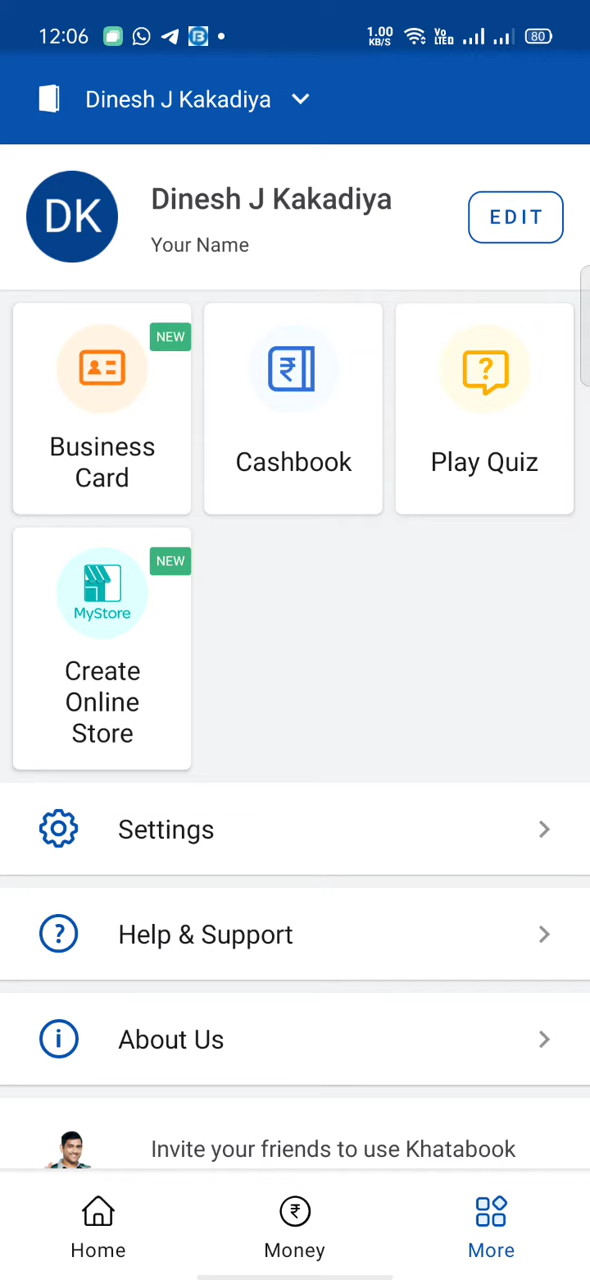 12:06
1.00
KB/S
Vo
LTED
80
Dinesh J Kakadiya
DK
Dinesh J Kakadiya
Your Name
EDIT
NEW
Business
Card
Cashbook
Play Quiz
NEW
MyStore
Create
Online
Store
Settings
Help & Support
About Us
Invite your friends to use Khatabook
Home
Money
More